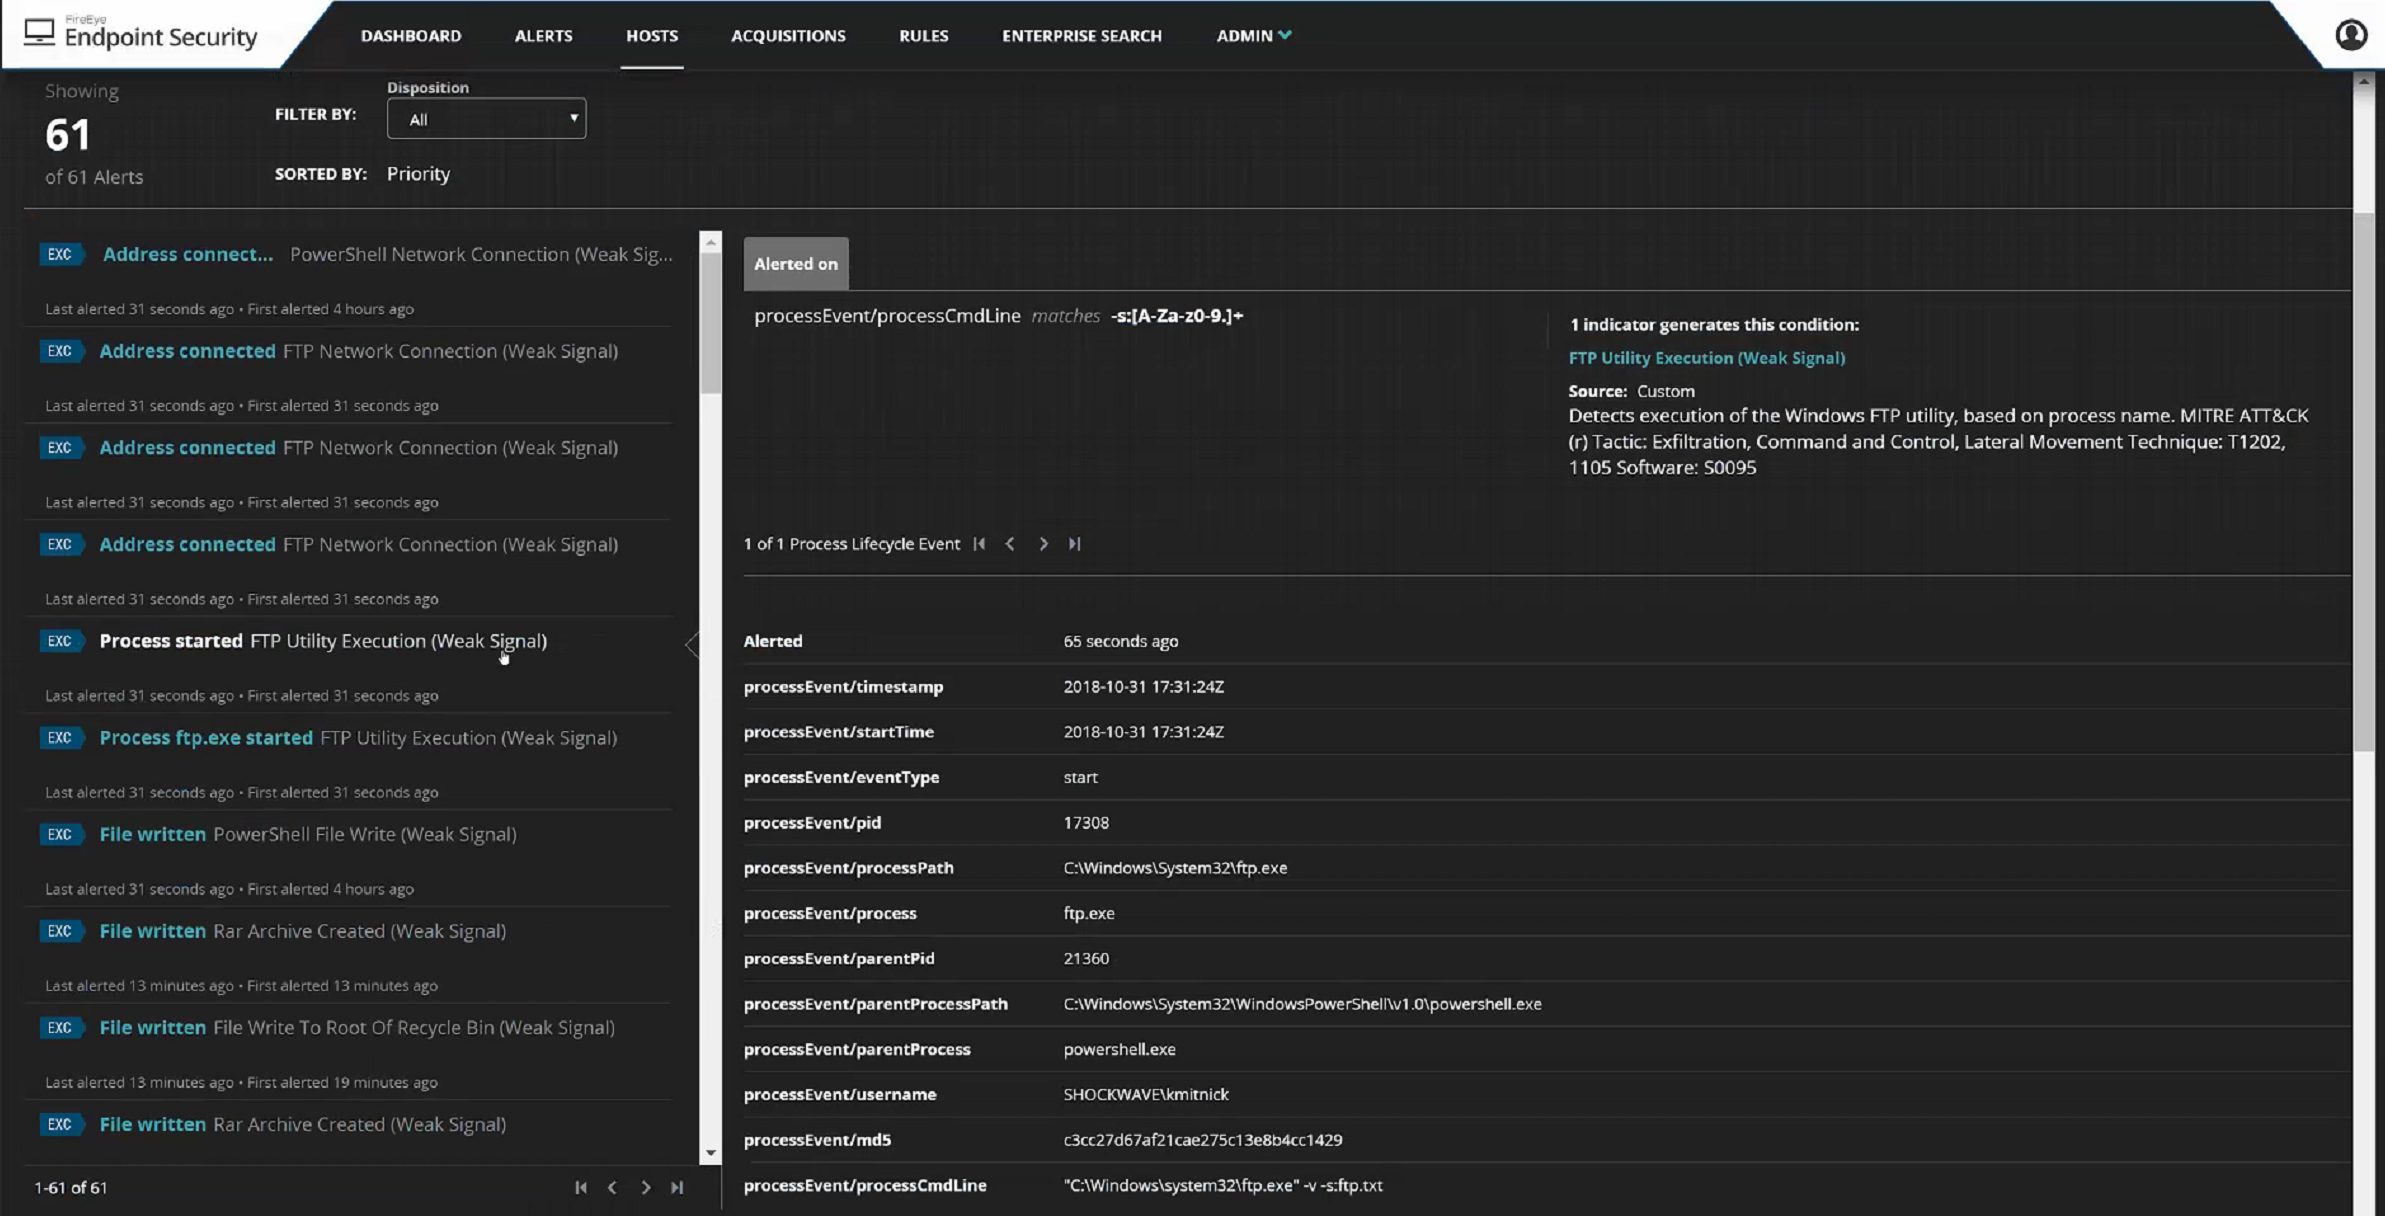 FireEye
Endpoint Security
DASHBOARD ALERTS HOSTS ACQUISITIONS RULES ENTERPRISE SEARCH ADMIN
Showing
61
of 61 Alerts
FILTER BY:
Disposition
All
SORTED BY: Priority
EXC Address connect... PowerShell Network Connection (Weak Sig...
Last alerted 31 seconds ago • First alerted 4 hours ago
EXC Address connected FTP Network Connection (Weak Signal)
Last alerted 31 seconds ago • First alerted 31 seconds ago
EXC Address connected FTP Network Connection (Weak Signal)
Last alerted 31 seconds ago • First alerted 31 seconds ago
EXC Address connected FTP Network Connection (Weak Signal)
Last alerted 31 seconds ago • First alerted 31 seconds ago
EXC Process started FTP Utility Execution (Weak Signal)
Last alerted 31 seconds ago • First alerted 31 seconds ago
EXC Process ftp.exe started FTP Utility Execution (Weak Signal)
Last alerted 31 seconds ago • First alerted 31 seconds ago
EXC File written PowerShell File Write (Weak Signal)
Last alerted 31 seconds ago • First alerted 4 hours ago
EXC File written Rar Archive Created (Weak Signal)
Last alerted 13 minutes ago • First alerted 13 minutes ago
EXC File written File Write To Root Of Recycle Bin (Weak Signal)
Last alerted 13 minutes ago • First alerted 19 minutes ago
EXC File written Rar Archive Created (Weak Signal)
1-61 of 61
Alerted on
processEvent/processCmdLine matches -s:[A-Za-z0-9.]+
1 indicator generates this condition:
FTP Utility Execution (Weak Signal)
Source: Custom
Detects execution of the Windows FTP utility, based on process name. MITRE ATT&CK
(r) Tactic: Exfiltration, Command and Control, Lateral Movement Technique: T1202,
1105 Software: S0095
1 of 1 Process Lifecycle Event
Alerted 65 seconds ago
processEvent/timestamp 2018-10-31 17:31:24Z
processEvent/startTime 2018-10-31 17:31:24Z
processEvent/eventType start
processEvent/pid 17308
processEvent/processPath C:\Windows\System32\ftp.exe
processEvent/process ftp.exe
processEvent/parentPid 21360
processEvent/parentProcessPath C:\Windows\System32\WindowsPowerShell\v1.0\powershell.exe
processEvent/parentProcess powershell.exe
processEvent/username SHOCKWAVE\kmitnick
processEvent/md5 c3cc27d67af21cae275c13e8b4cc1429
processEvent/processCmdLine "C:\Windows\system32\ftp.exe" -v -s:ftp.txt